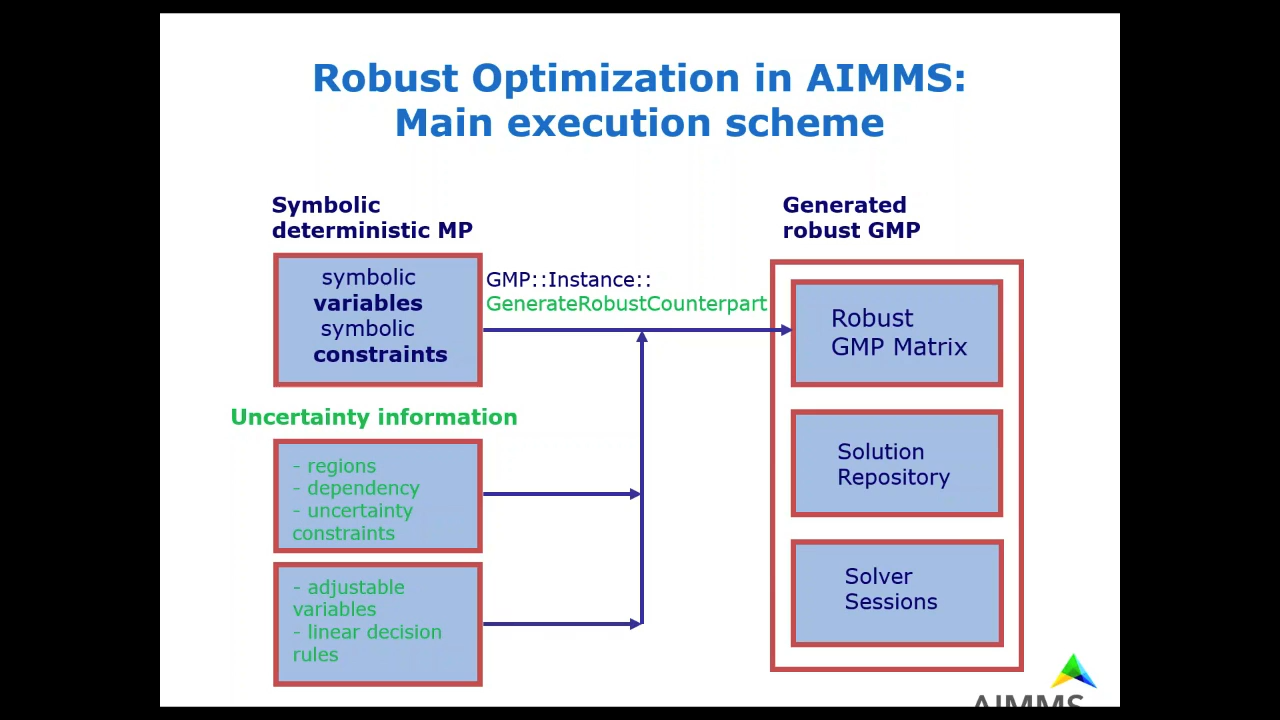 Robust Optimization in AIMMS:
Main execution scheme
Symbolic
deterministic MP
symbolic
variables
symbolic
constraints
GMP::Instance::
GenerateRobustCounterpart
Generated
robust GMP
Robust
GMP Matrix
Solution
Repository
Solver
Sessions
Uncertainty information
- regions
- dependency
- uncertainty
constraints
- adjustable
variables
- linear decision
rules
AIMMS